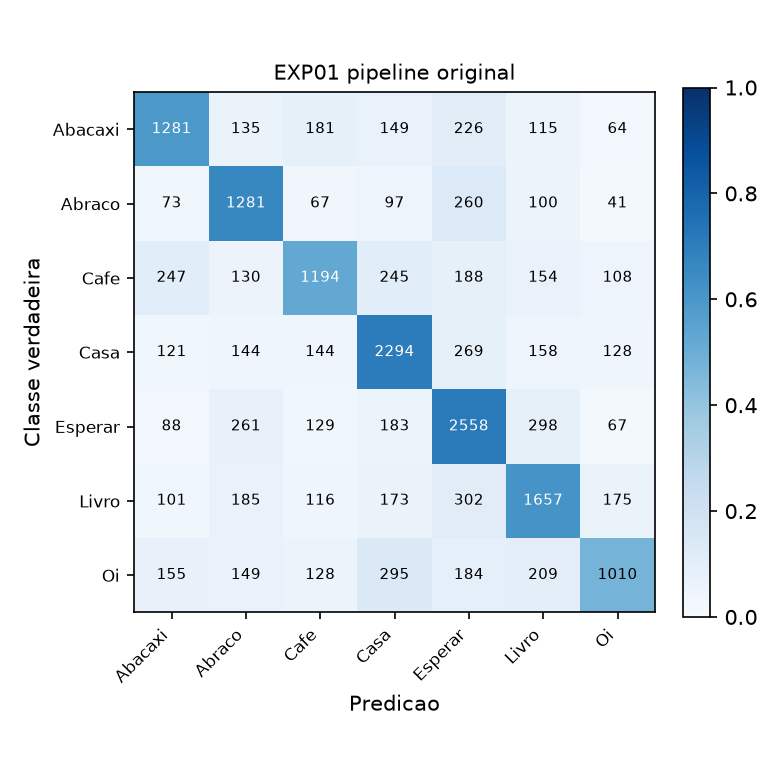 EXP01 pipeline original
1.0
Abacaxi 1281 135 181 149 226 115 64
0.8
Abraco 73 1281 67 97 260 100 41
Cafe 247 130 1194 245 188 154 108
0.6
Classe verdadeira
Casa 121 144 144 2294 269 158 128
0.4
Esperar 88 261 129 183 2558 298 67
Livro 101 185 116 173 302 1657 175
0.2
Oi 155 149 128 295 184 209 1010
0.0
Abacaxi Abraco Cafe Casa Esperar Livro Oi
Predicao